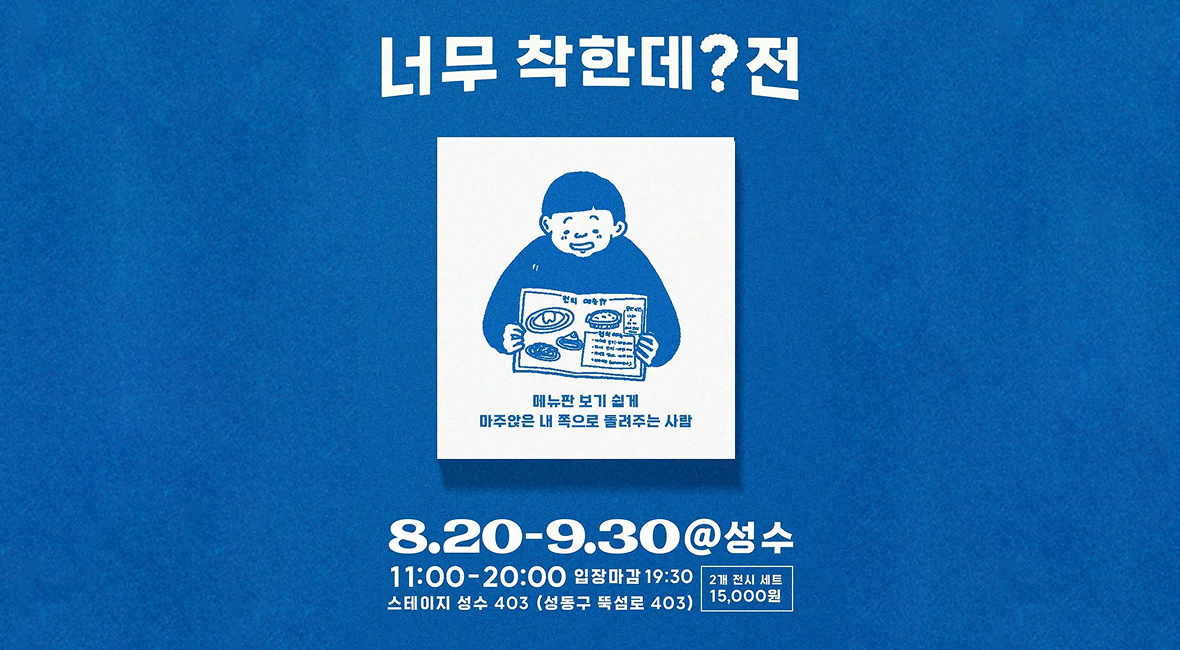 너무 착한데?전
메뉴판 보기 쉽게
마주앉은 내 쪽으로 돌려주는 사람
8.20-9.30@성수
11:00-20:00 입장마감 19:30
스테이지 성수 403 (성동구 뚝섬로 403)
2개 전시 세트
15,000원